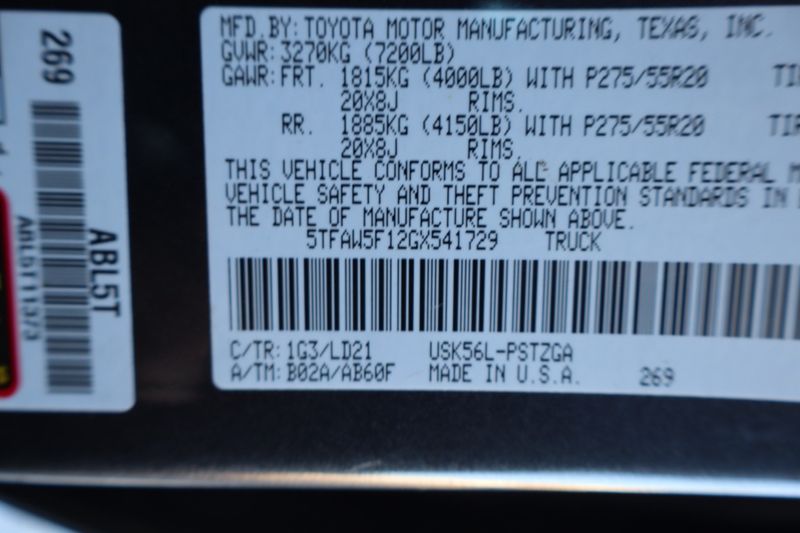 269
ABL5T
ABL5T11373
MFD.BY: TOYOTA MOTOR MANUFACTURING, TEXAS, INC.
GVWR: 3270KG (7200LB)
GAWR: FRT. 1815KG (4000LB) WITH P275/55R20
20X8J RIMS.
RR. 1885KG (4150LB) WITH P275/55R20
20X8J RIMS.
THIS VEHICLE CONFORMS TO ALL APPLICABLE FEDERAL
VEHICLE SAFETY AND THEFT PREVENTION STANDARDS IN
THE DATE OF MANUFACTURE SHOWN ABOVE.
5TFAW5F12GX541729 TRUCK
C/TR: 1G3/LD21 USK56L-PSTZGA
A/TM: B02A/AB60F MADE IN U.S.A. 269